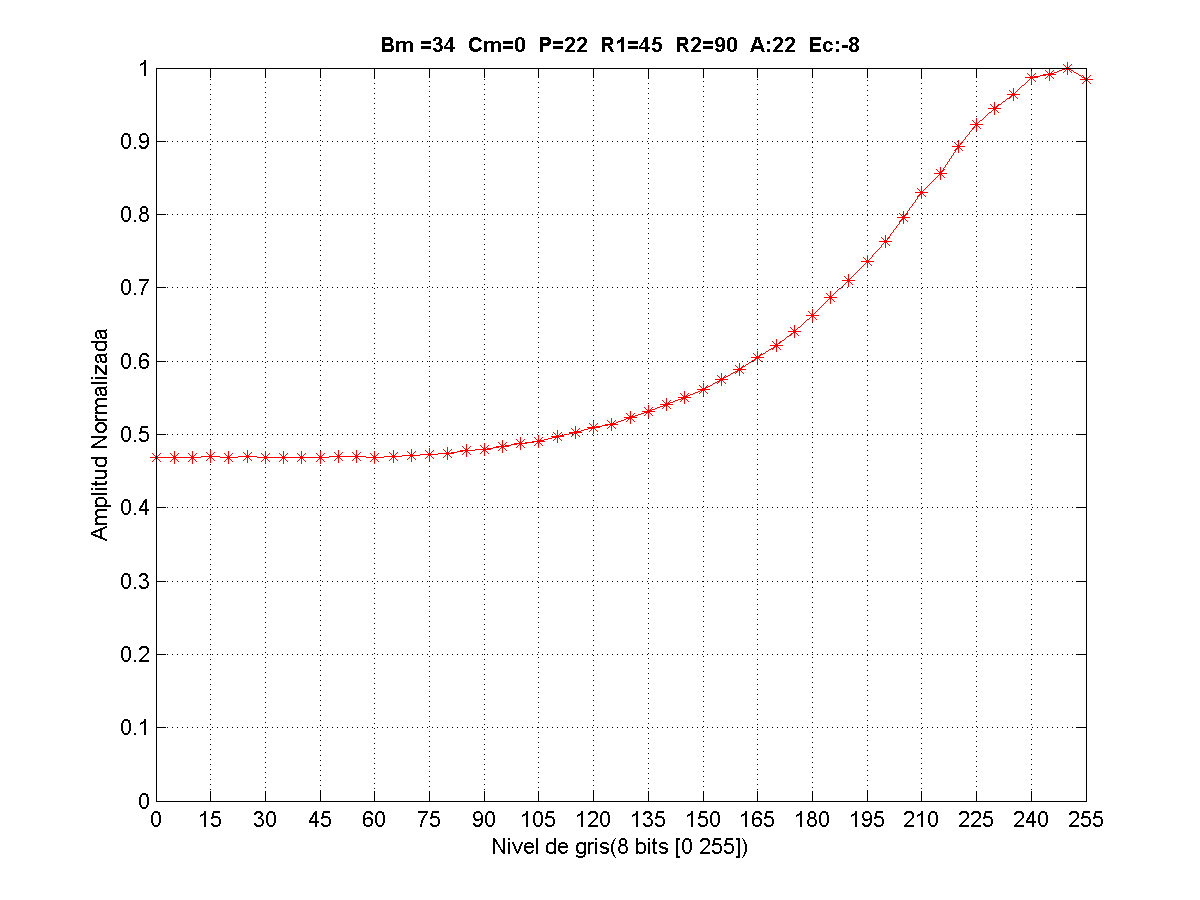 Bm =34 Cm=0 P=22 R1=45 R2=90 A:22 Ec:-8
1
0.9
0.8
0.7
0.6
0.5
0.4
0.3
0.2
0.1
0
Amplitud Normalizada
0 15 30 45 60 75 90 105 120 135 150 165 180 195 210 225 240 255
Nivel de gris(8 bits [0 255])